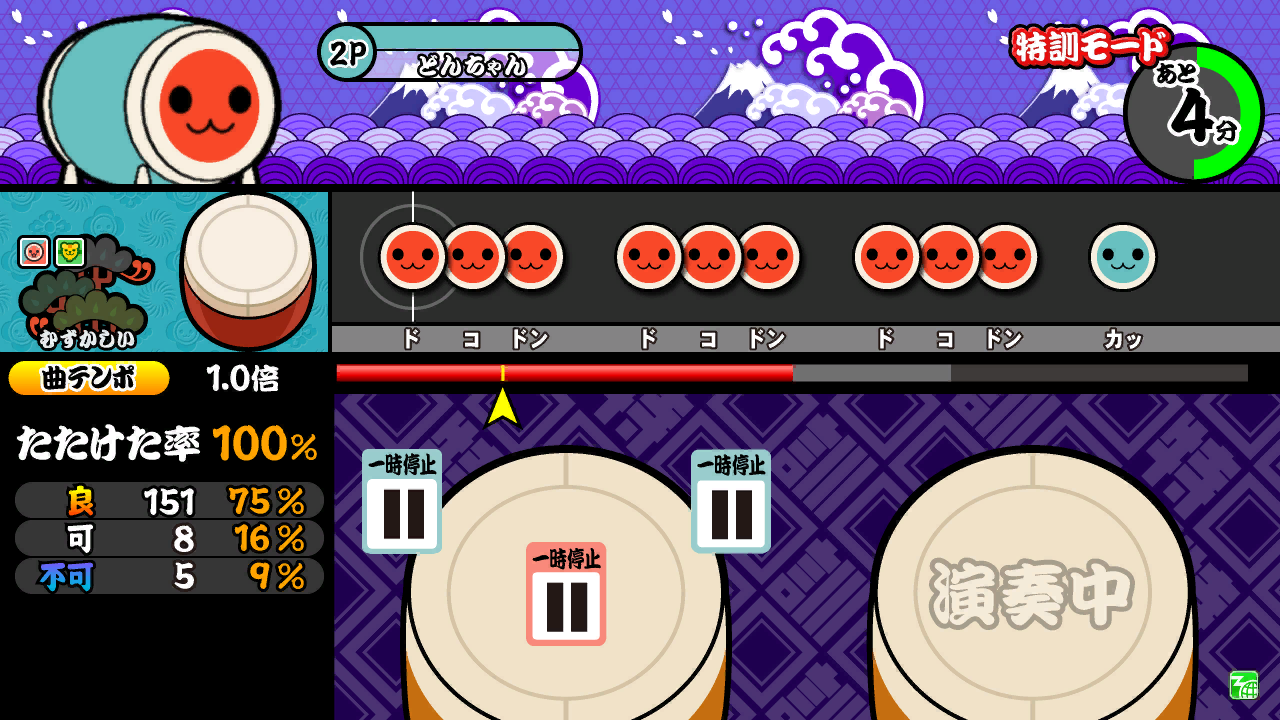 2P
どんちゃん
特訓モード
あと
4分
むずかしい
ド コ ドン ド コ ドン ド コ ドン カッ
曲テンポ 1.0倍
たたけた率 100%
良 151 75%
可 8 16%
不可 5 9%
一時停止
一時停止
一時停止
演奏中